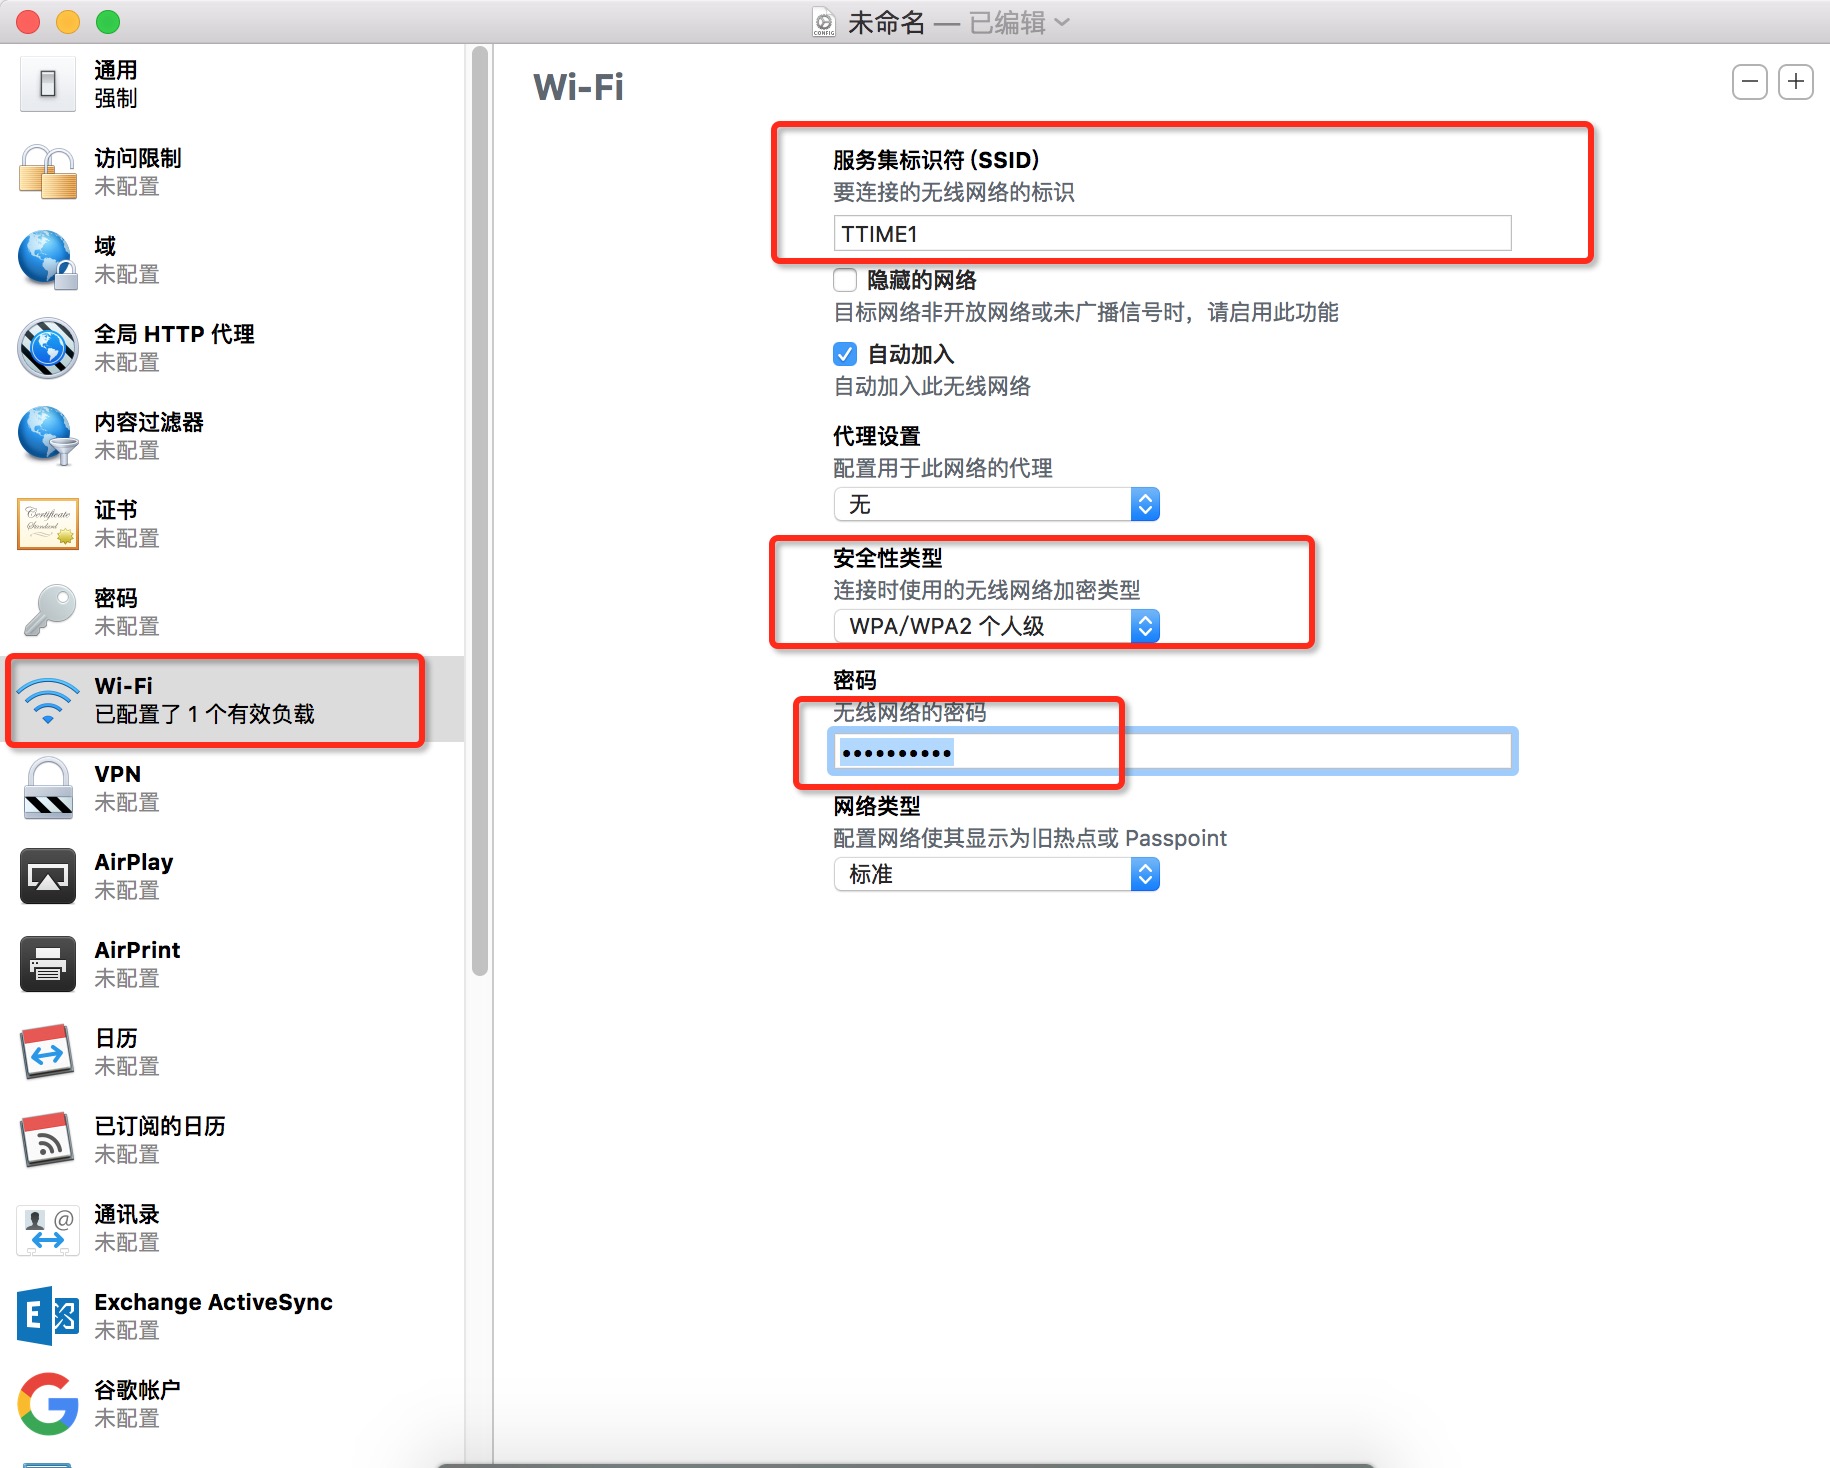 未命名 — 已编辑
通用
强制
访问限制
未配置
域
未配置
全局 HTTP 代理
未配置
内容过滤器
未配置
证书
未配置
密码
未配置
Wi-Fi
已配置了 1 个有效负载
VPN
未配置
AirPlay
未配置
AirPrint
未配置
日历
未配置
已订阅的日历
未配置
通讯录
未配置
Exchange ActiveSync
未配置
谷歌帐户
未配置
Wi-Fi
服务集标识符 (SSID)
要连接的无线网络的标识
TTIME1
隐藏的网络
目标网络非开放网络或未广播信号时，请启用此功能
自动加入
自动加入此无线网络
代理设置
配置用于此网络的代理
无
安全性类型
连接时使用的无线网络加密类型
WPA/WPA2 个人级
密码
无线网络的密码
••••••••••
网络类型
配置网络使其显示为旧热点或 Passpoint
标准